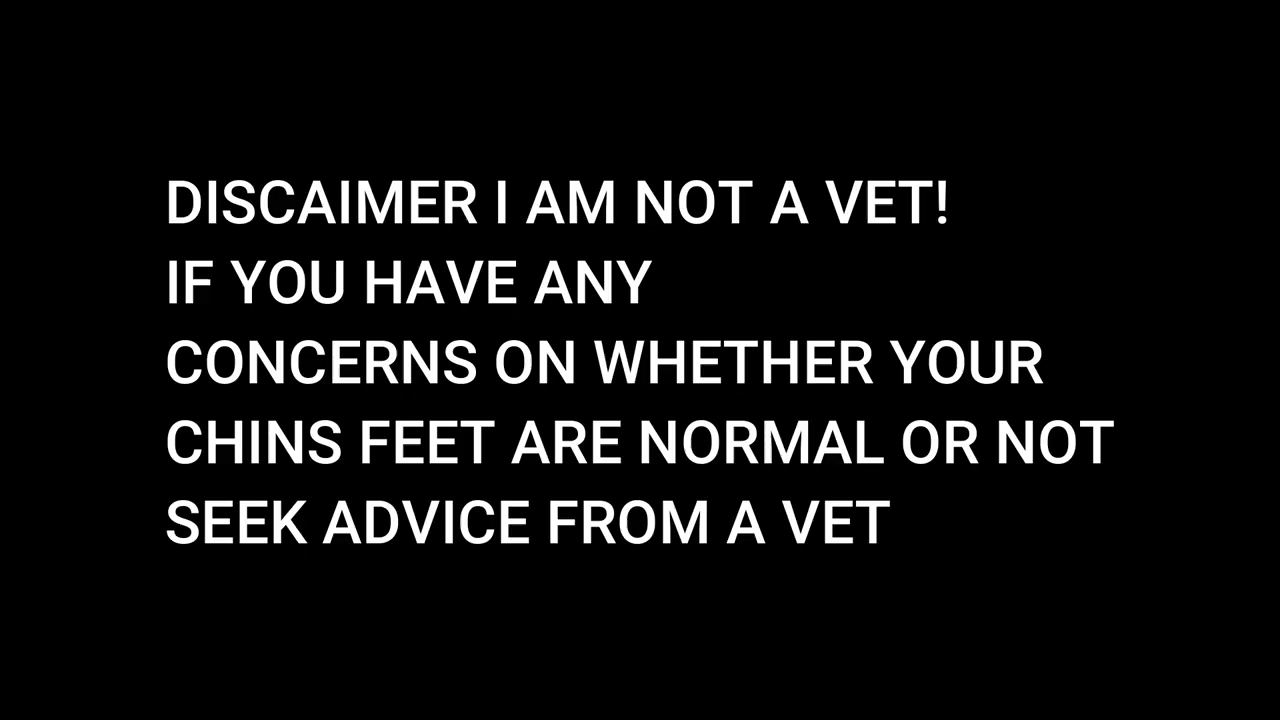 DISCAIMER I AM NOT A VET!
IF YOU HAVE ANY
CONCERNS ON WHETHER YOUR
CHINS FEET ARE NORMAL OR NOT
SEEK ADVICE FROM A VET